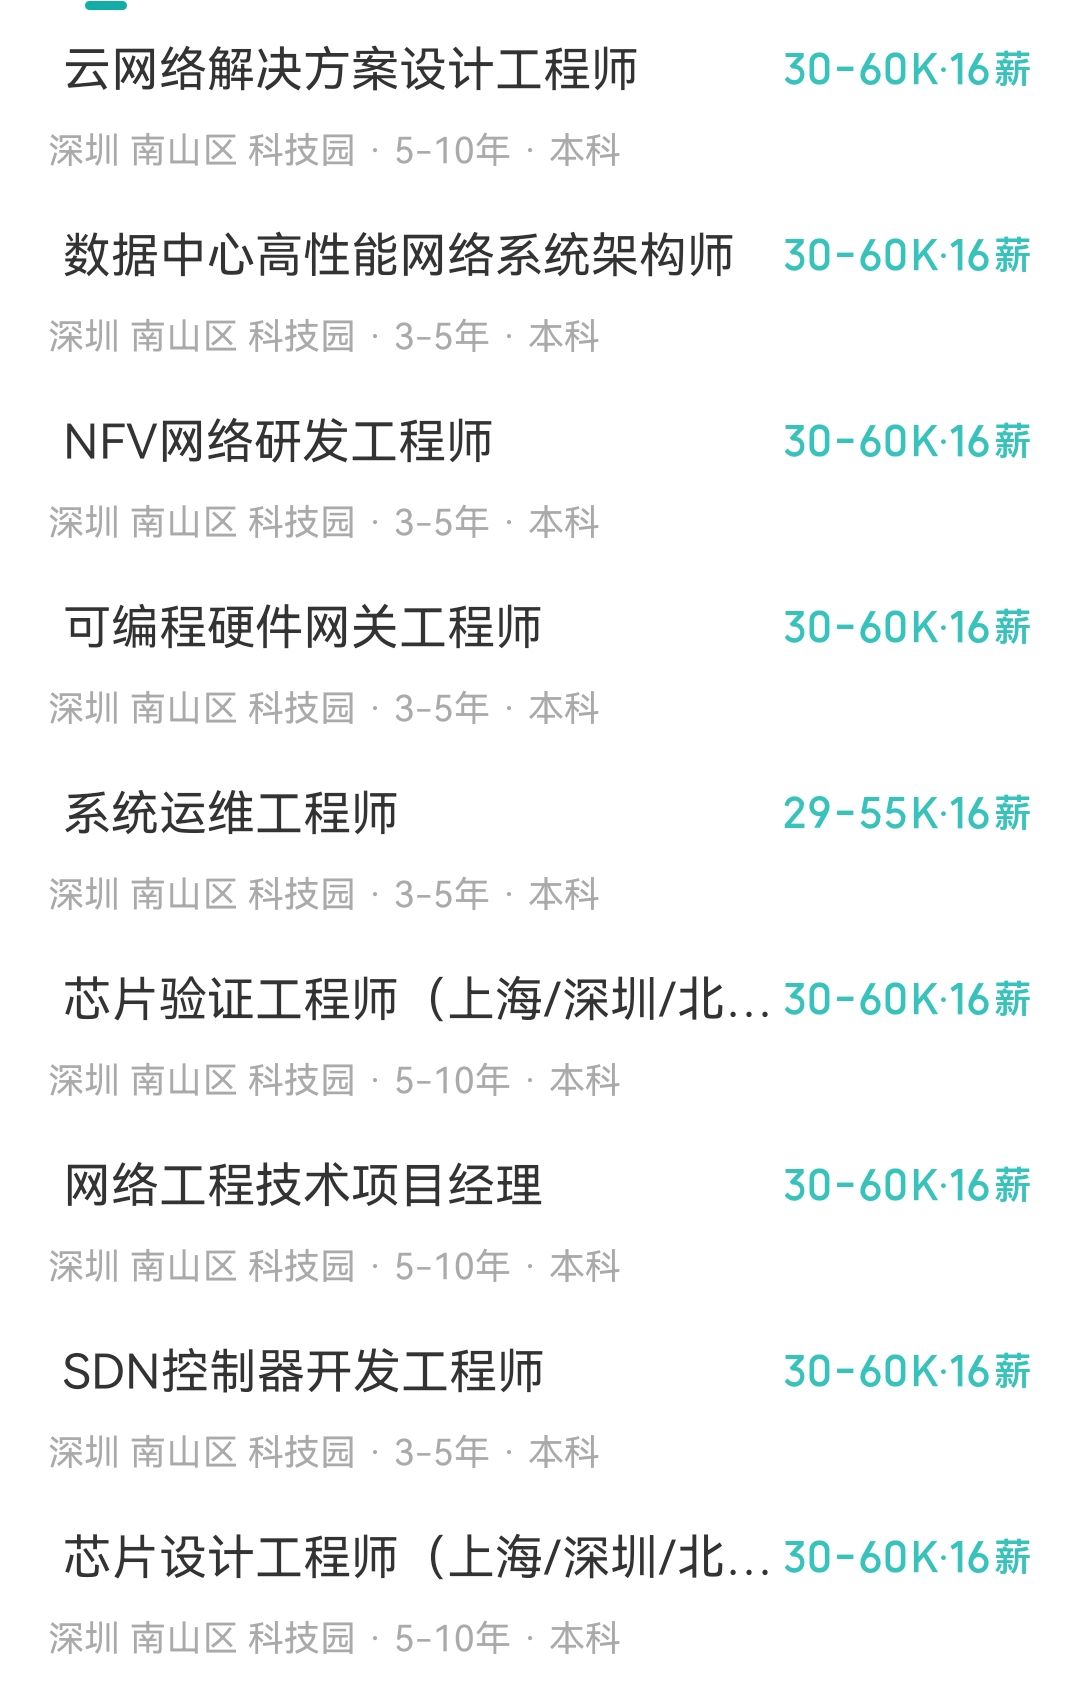 云网络解决方案设计工程师 30-60K·16薪
深圳 南山区 科技园 · 5-10年 · 本科
数据中心高性能网络系统架构师 30-60K·16薪
深圳 南山区 科技园 · 3-5年 · 本科
NFV网络研发工程师 30-60K·16薪
深圳 南山区 科技园 · 3-5年 · 本科
可编程硬件网关工程师 30-60K·16薪
深圳 南山区 科技园 · 3-5年 · 本科
系统运维工程师 29-55K·16薪
深圳 南山区 科技园 · 3-5年 · 本科
芯片验证工程师（上海/深圳/北... 30-60K·16薪
深圳 南山区 科技园 · 5-10年 · 本科
网络工程技术项目经理 30-60K·16薪
深圳 南山区 科技园 · 5-10年 · 本科
SDN控制器开发工程师 30-60K·16薪
深圳 南山区 科技园 · 3-5年 · 本科
芯片设计工程师（上海/深圳/北... 30-60K·16薪
深圳 南山区 科技园 · 5-10年 · 本科